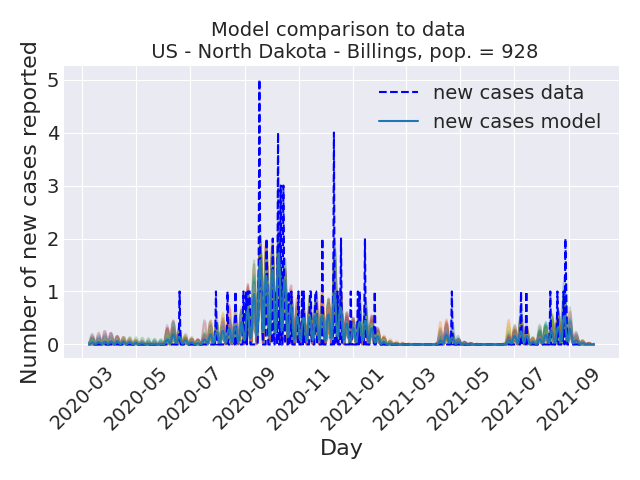 Model comparison to data
US - North Dakota - Billings, pop. = 928
Number of new cases reported
5
4
3
2
1
0
new cases data
new cases model
2020-03
2020-05
2020-07
2020-09
2020-11
2021-01
2021-03
2021-05
2021-07
2021-09
Day